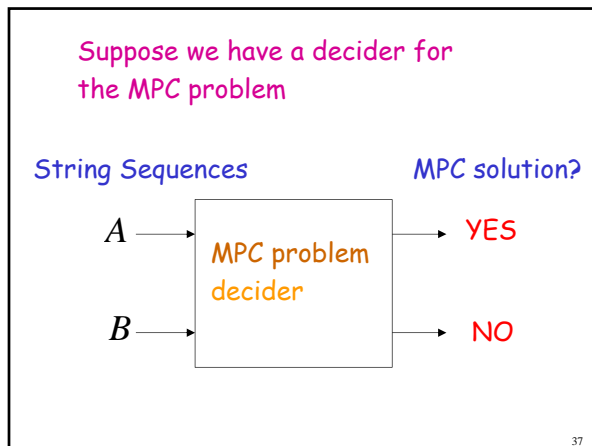 Suppose we have a decider for
the MPC problem
String Sequences
MPC solution?
A
MPC problem
decider
YES
B
NO
37